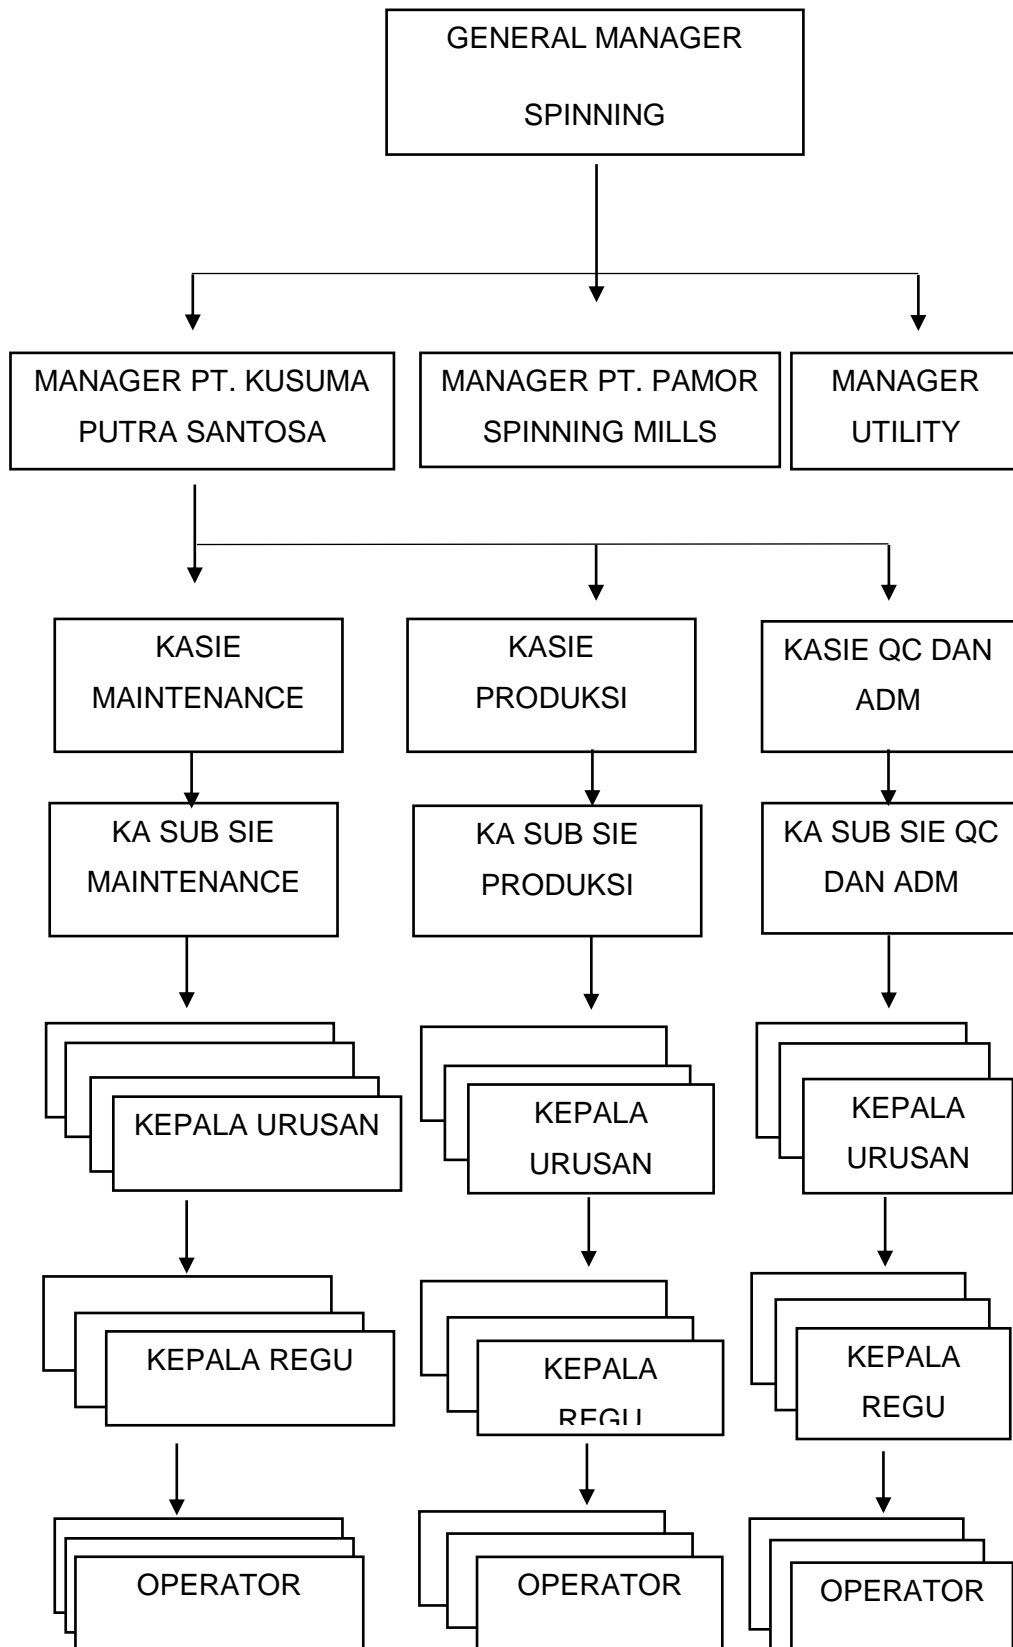 GENERAL MANAGER
SPINNING
MANAGER PT. KUSUMA
PUTRA SANTOSA
MANAGER PT. PAMOR
SPINNING MILLS
MANAGER
UTILITY
KASIE
MAINTENANCE
KASIE
PRODUKSI
KASIE QC DAN
ADM
KA SUB SIE
MAINTENANCE
KA SUB SIE
PRODUKSI
KA SUB SIE QC
DAN ADM
KEPALA URUSAN
KEPALA
URUSAN
KEPALA
URUSAN
KEPALA REGU
KEPALA
REGU
KEPALA
REGU
OPERATOR
OPERATOR
OPERATOR